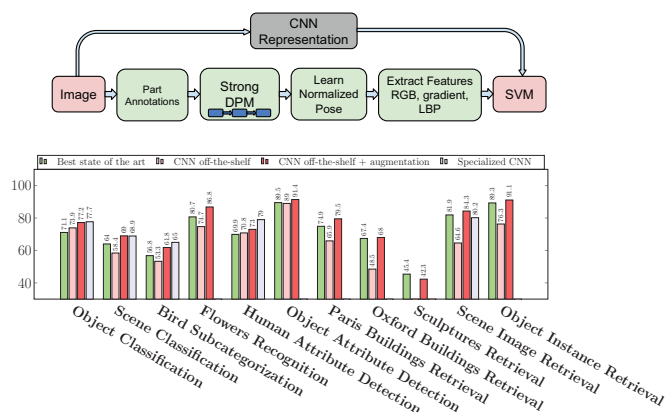 CNN
Representation
Image
Part
Annotations
Strong
DPM
Learn
Normalized
Pose
Extract Features
RGB, gradient,
LBP
SVM
Best state of the art
CNN off-the-shelf
CNN off-the-shelf + augmentation
Specialized CNN
100
80
60
40
71.1
73.9
77.2
77.7
64
58.4
69
68.9
56.8
53.3
61.8
65
80.7
74.7
86.8
69.9
70.8
73
79
89.5
89
91.4
74.9
65.9
79.5
67.4
48.5
68
45.4
42.3
81.9
64.6
84.3
80.2
89.3
76.3
91.1
Object Classification
Scene Classification
Bird Subcategorization
Flowers Recognition
Human Attribute Detection
Object Attribute Detection
Paris Buildings Retrieval
Oxford Buildings Retrieval
Sculptures Retrieval
Scene Image Retrieval
Object Instance Retrieval